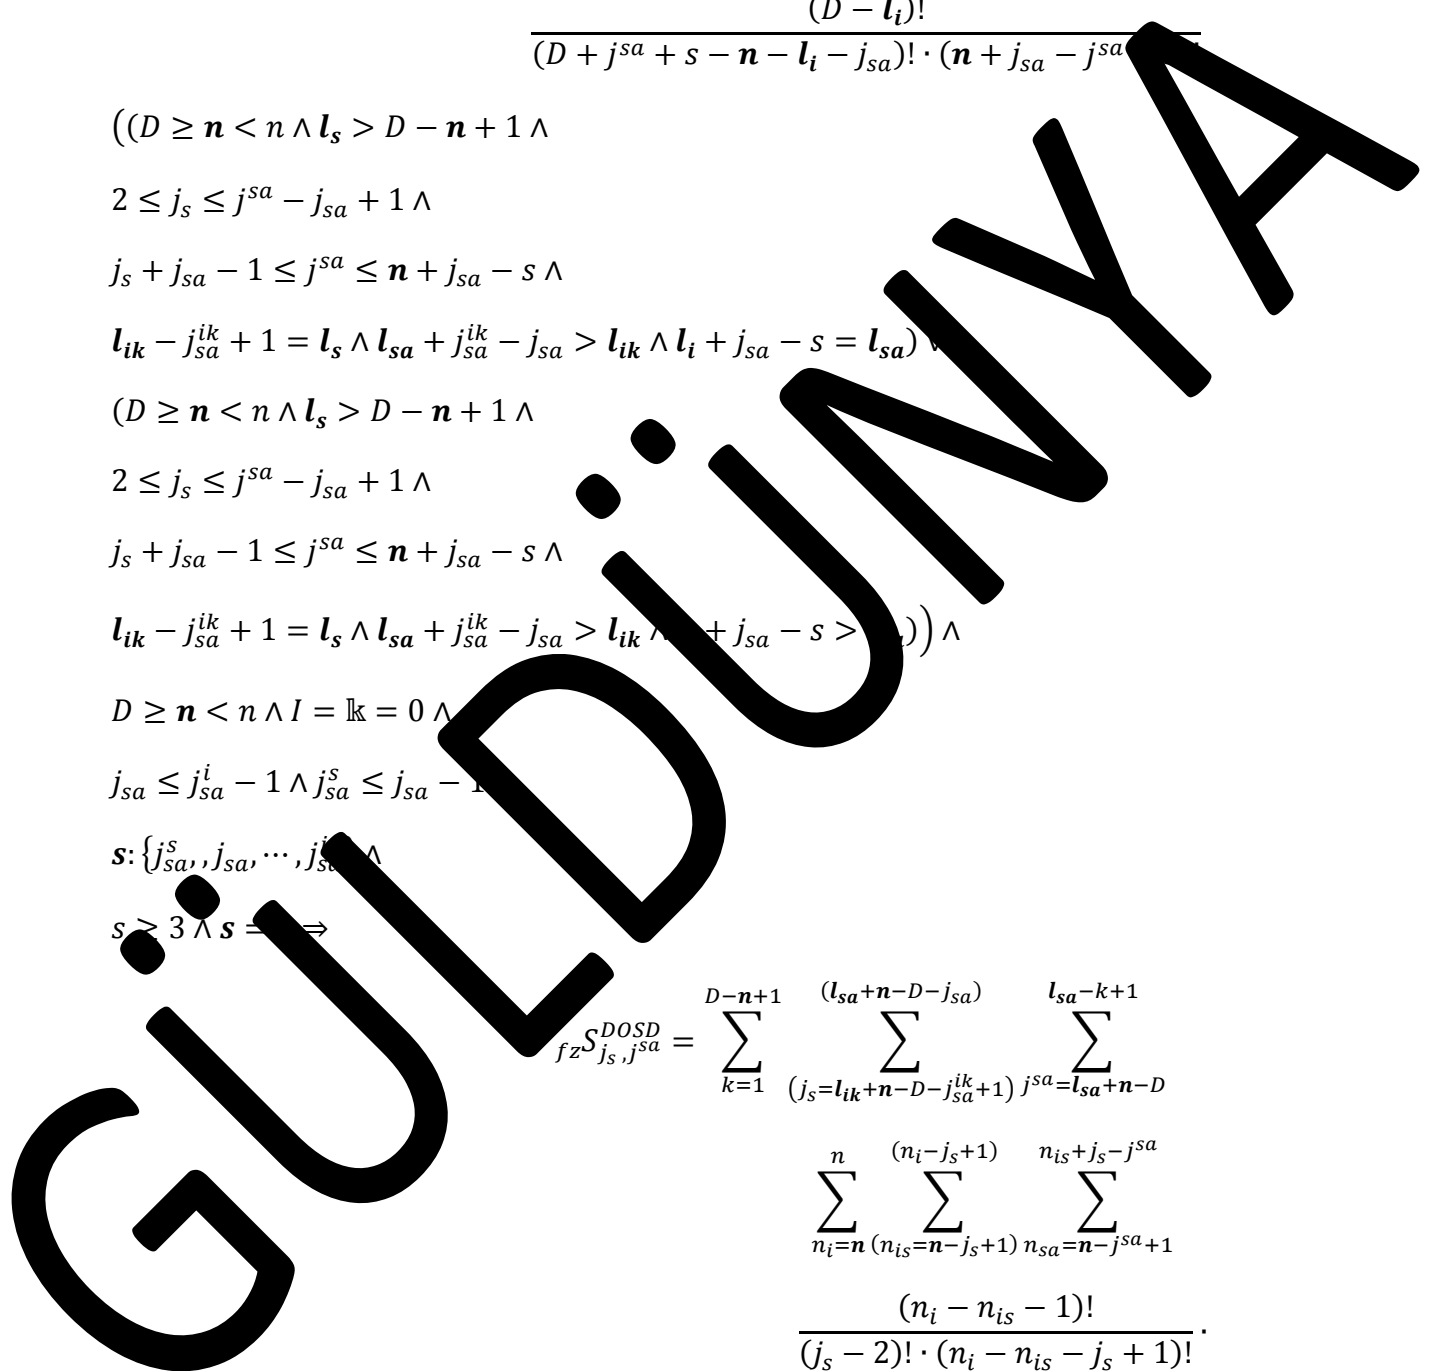 (D − l_i)!
(D + j^{sa} + s − n − l_i − j_{sa})! · (n + j_{sa} − j^{sa}
((D ≥ n < n ∧ l_s > D − n + 1 ∧
2 ≤ j_s ≤ j^{sa} − j_{sa} + 1 ∧
j_s + j_{sa} − 1 ≤ j^{sa} ≤ n + j_{sa} − s ∧
l_{ik} − j_{sa}^{ik} + 1 = l_s ∧ l_{sa} + j_{sa}^{ik} − j_{sa} > l_{ik} ∧ l_i + j_{sa} − s = l_{sa})
(D ≥ n < n ∧ l_s > D − n + 1 ∧
2 ≤ j_s ≤ j^{sa} − j_{sa} + 1 ∧
j_s + j_{sa} − 1 ≤ j^{sa} ≤ n + j_{sa} − s ∧
l_{ik} − j_{sa}^{ik} + 1 = l_s ∧ l_{sa} + j_{sa}^{ik} − j_{sa} > l_{ik} + j_{sa} − s > )) ∧
D ≥ n < n ∧ I = 𝕜 = 0 ∧
j_{sa} ≤ j_{sa}^i − 1 ∧ j_{sa}^s ≤ j_{sa} − 1
s: {j_{sa}^s, , j_{sa}, ⋯ , ∧
s ≥ 3 ∧ s = ⇒
_{fz}S_{j_s , j^{sa}}^{DOSD} = ∑_{k=1}^{D−n+1} ∑_{(j_s=l_{ik}+n−D−j_{sa}^{ik}+1)}^{(l_{sa}+n−D−j_{sa})} ∑_{j^{sa}=l_{sa}+n−D}^{l_{sa}−k+1}
∑_{n_i=n}^{n} ∑_{(n_{is}=n−j_s+1)}^{(n_i−j_s+1)} ∑_{n_{sa}=n−j^{sa}+1}^{n_{is}+j_s−j^{sa}}
(n_i − n_{is} − 1)!
(j_s − 2)! · (n_i − n_{is} − j_s + 1)! ·
GÜLDÜNYA